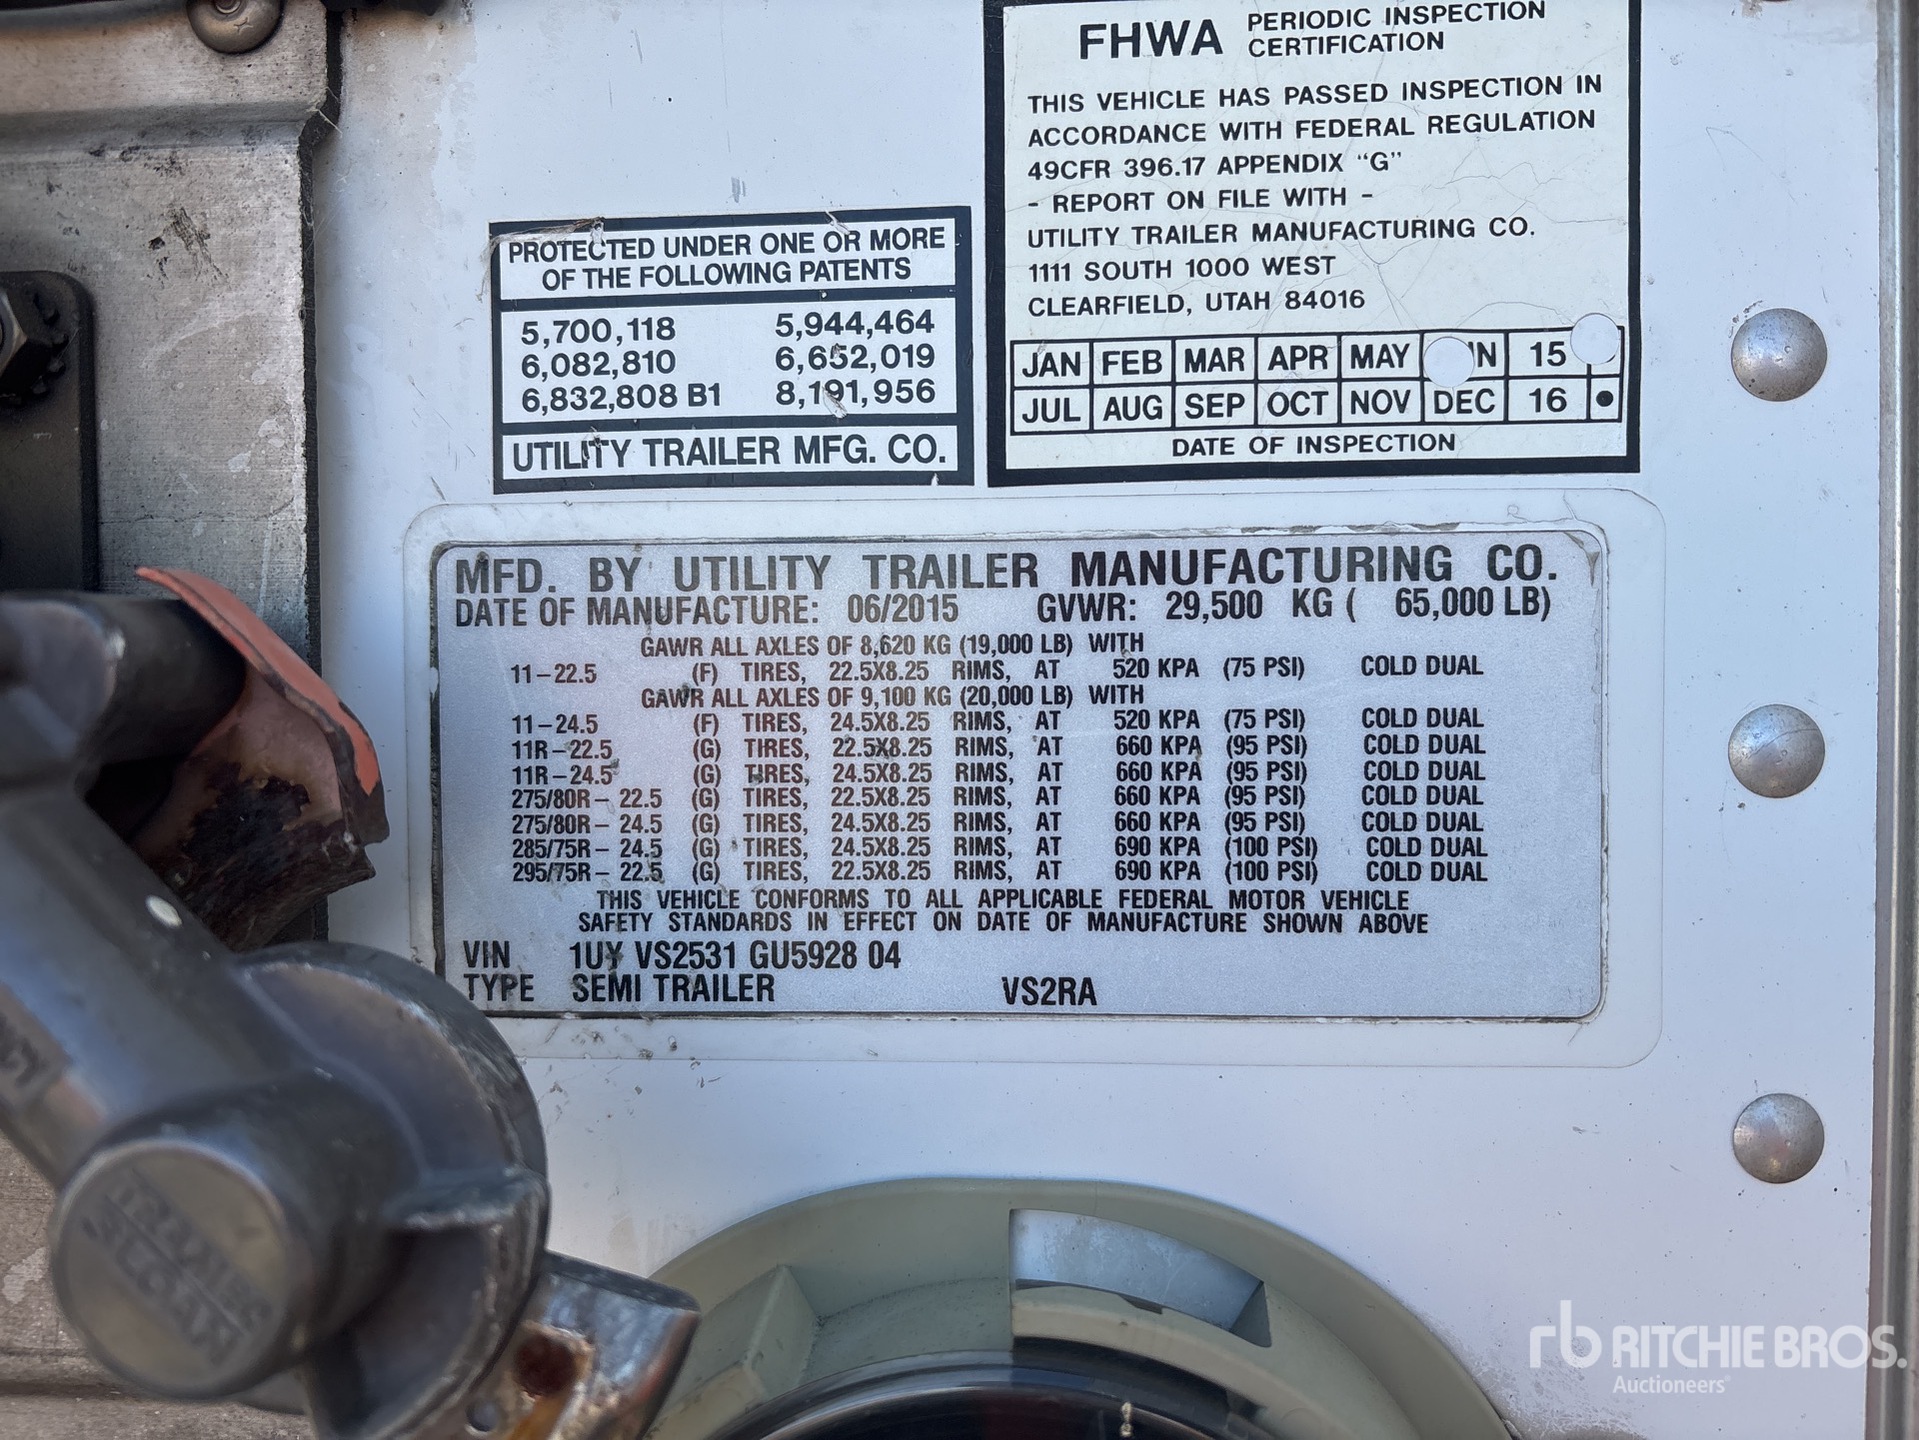 FHWA PERIODIC INSPECTION
CERTIFICATION
THIS VEHICLE HAS PASSED INSPECTION IN
ACCORDANCE WITH FEDERAL REGULATION
49CFR 396.17 APPENDIX "G"
- REPORT ON FILE WITH -
UTILITY TRAILER MANUFACTURING CO.
1111 SOUTH 1000 WEST
CLEARFIELD, UTAH 84016
JAN FEB MAR APR MAY N 15
JUL AUG SEP OCT NOV DEC 16 •
DATE OF INSPECTION
PROTECTED UNDER ONE OR MORE
OF THE FOLLOWING PATENTS
5,700,118 5,944,464
6,082,810 6,652,019
6,832,808 B1 8,191,956
UTILITY TRAILER MFG. CO.
MFD. BY UTILITY TRAILER MANUFACTURING CO.
DATE OF MANUFACTURE: 06/2015 GVWR: 29,500 KG ( 65,000 LB)
GAWR ALL AXLES OF 8,620 KG (19,000 LB) WITH
11-22.5 (F) TIRES, 22.5X8.25 RIMS, AT 520 KPA (75 PSI) COLD DUAL
GAWR ALL AXLES OF 9,100 KG (20,000 LB) WITH
11-24.5 (F) TIRES, 24.5X8.25 RIMS, AT 520 KPA (75 PSI) COLD DUAL
11R-22.5 (G) TIRES, 22.5X8.25 RIMS, AT 660 KPA (95 PSI) COLD DUAL
11R-24.5 (G) TIRES, 24.5X8.25 RIMS, AT 660 KPA (95 PSI) COLD DUAL
275/80R-22.5 (G) TIRES, 22.5X8.25 RIMS, AT 660 KPA (95 PSI) COLD DUAL
275/80R-24.5 (G) TIRES, 24.5X8.25 RIMS, AT 660 KPA (95 PSI) COLD DUAL
285/75R-24.5 (G) TIRES, 24.5X8.25 RIMS, AT 690 KPA (100 PSI) COLD DUAL
295/75R-22.5 (G) TIRES, 22.5X8.25 RIMS, AT 690 KPA (100 PSI) COLD DUAL
THIS VEHICLE CONFORMS TO ALL APPLICABLE FEDERAL MOTOR VEHICLE
SAFETY STANDARDS IN EFFECT ON DATE OF MANUFACTURE SHOWN ABOVE
VIN 1UY VS2531 GU5928 04
TYPE SEMI TRAILER VS2RA
rb RITCHIE BROS.
Auctioneers